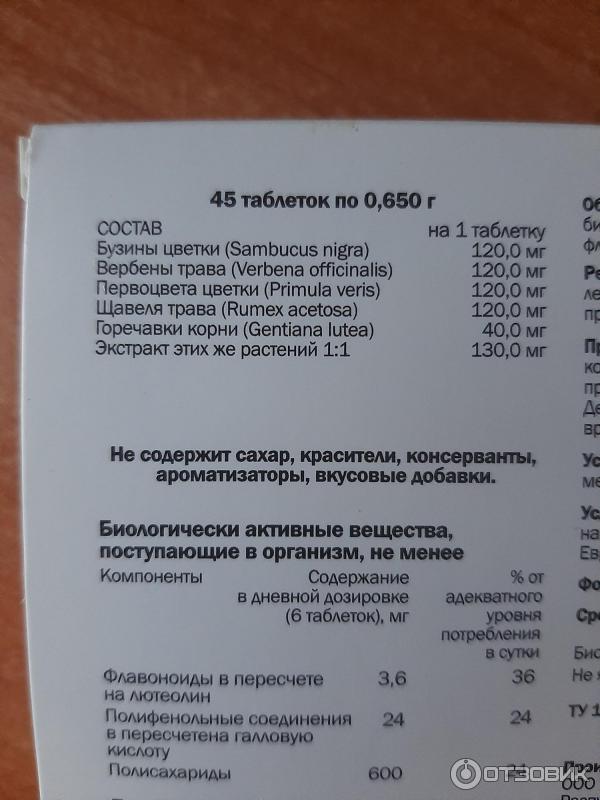 45 таблеток по 0,650 г
СОСТАВ на 1 таблетку
Бузины цветки (Sambucus nigra) 120,0 мг
Вербены трава (Verbena officinalis) 120,0 мг
Первоцвета цветки (Primula veris) 120,0 мг
Щавеля трава (Rumex acetosa) 120,0 мг
Горечавки корни (Gentiana lutea) 40,0 мг
Экстракт этих же растений 1:1 130,0 мг
Не содержит сахар, красители, консерванты,
ароматизаторы, вкусовые добавки.
Биологически активные вещества,
поступающие в организм, не менее
Компоненты Содержание % от
в дневной дозировке адекватного
(6 таблеток), мг уровня
потребления
в сутки
Флавоноиды в пересчете 3,6 36
на лютеолин
Полифенольные соединения 24 24
в пересчетена галловую
кислоту
Полисахариды 600
ТУ 1
ООО
ОТЗОВИК